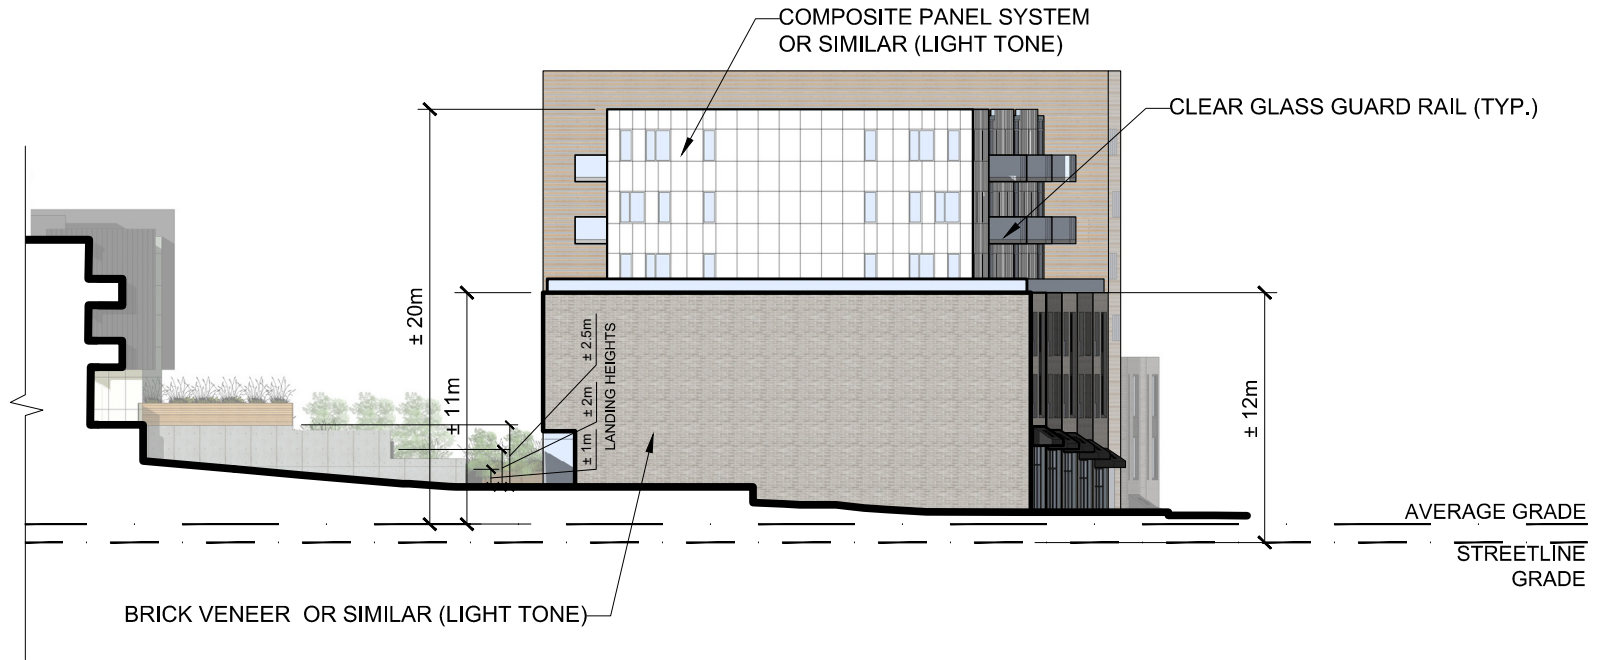 COMPOSITE PANEL SYSTEM
OR SIMILAR (LIGHT TONE)
CLEAR GLASS GUARD RAIL (TYP.)
± 20m
± 11m
± 1m
± 2m
± 2.5m
LANDING HEIGHTS
± 12m
AVERAGE GRADE
STREETLINE
GRADE
BRICK VENEER OR SIMILAR (LIGHT TONE)